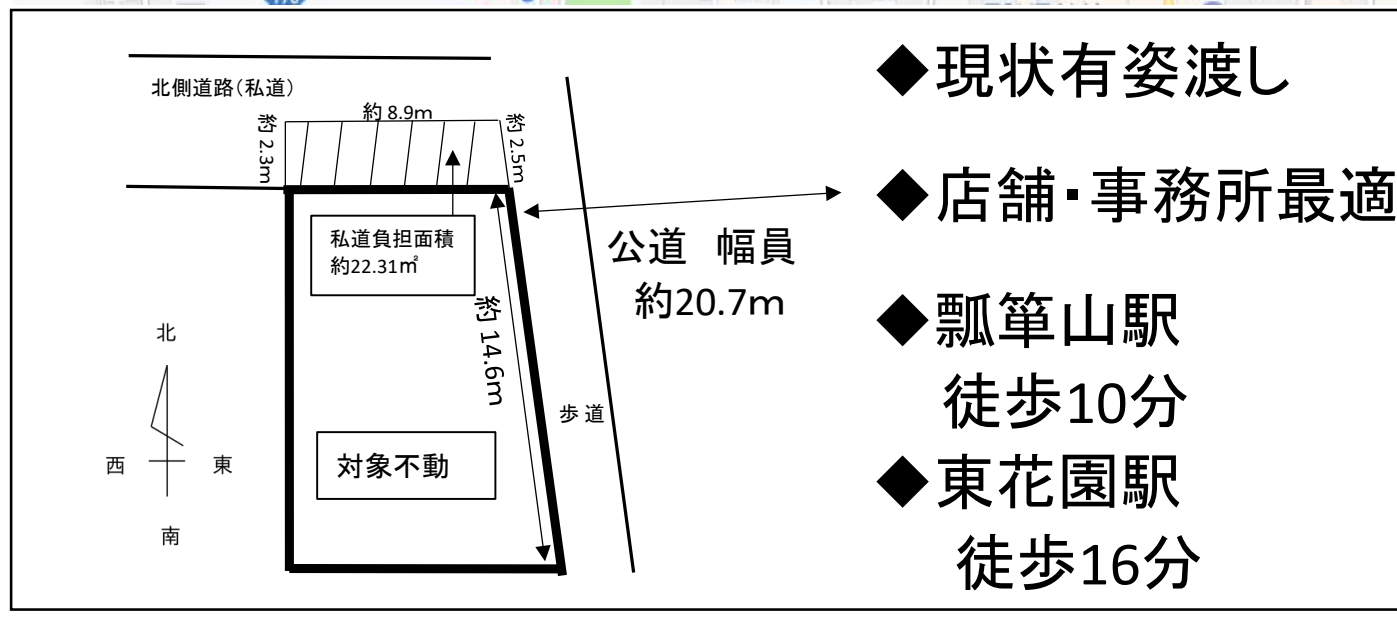 北側道路(私道)
約 8.9m
約 2.3m
約 2.5m
私道負担面積
約22.31㎡
約 14.6m
公道 幅員
約20.7m
北
西
東
南
歩道
対象不動
◆現状有姿渡し
◆店舗・事務所最適
◆瓢箪山駅
徒歩10分
◆東花園駅
徒歩16分